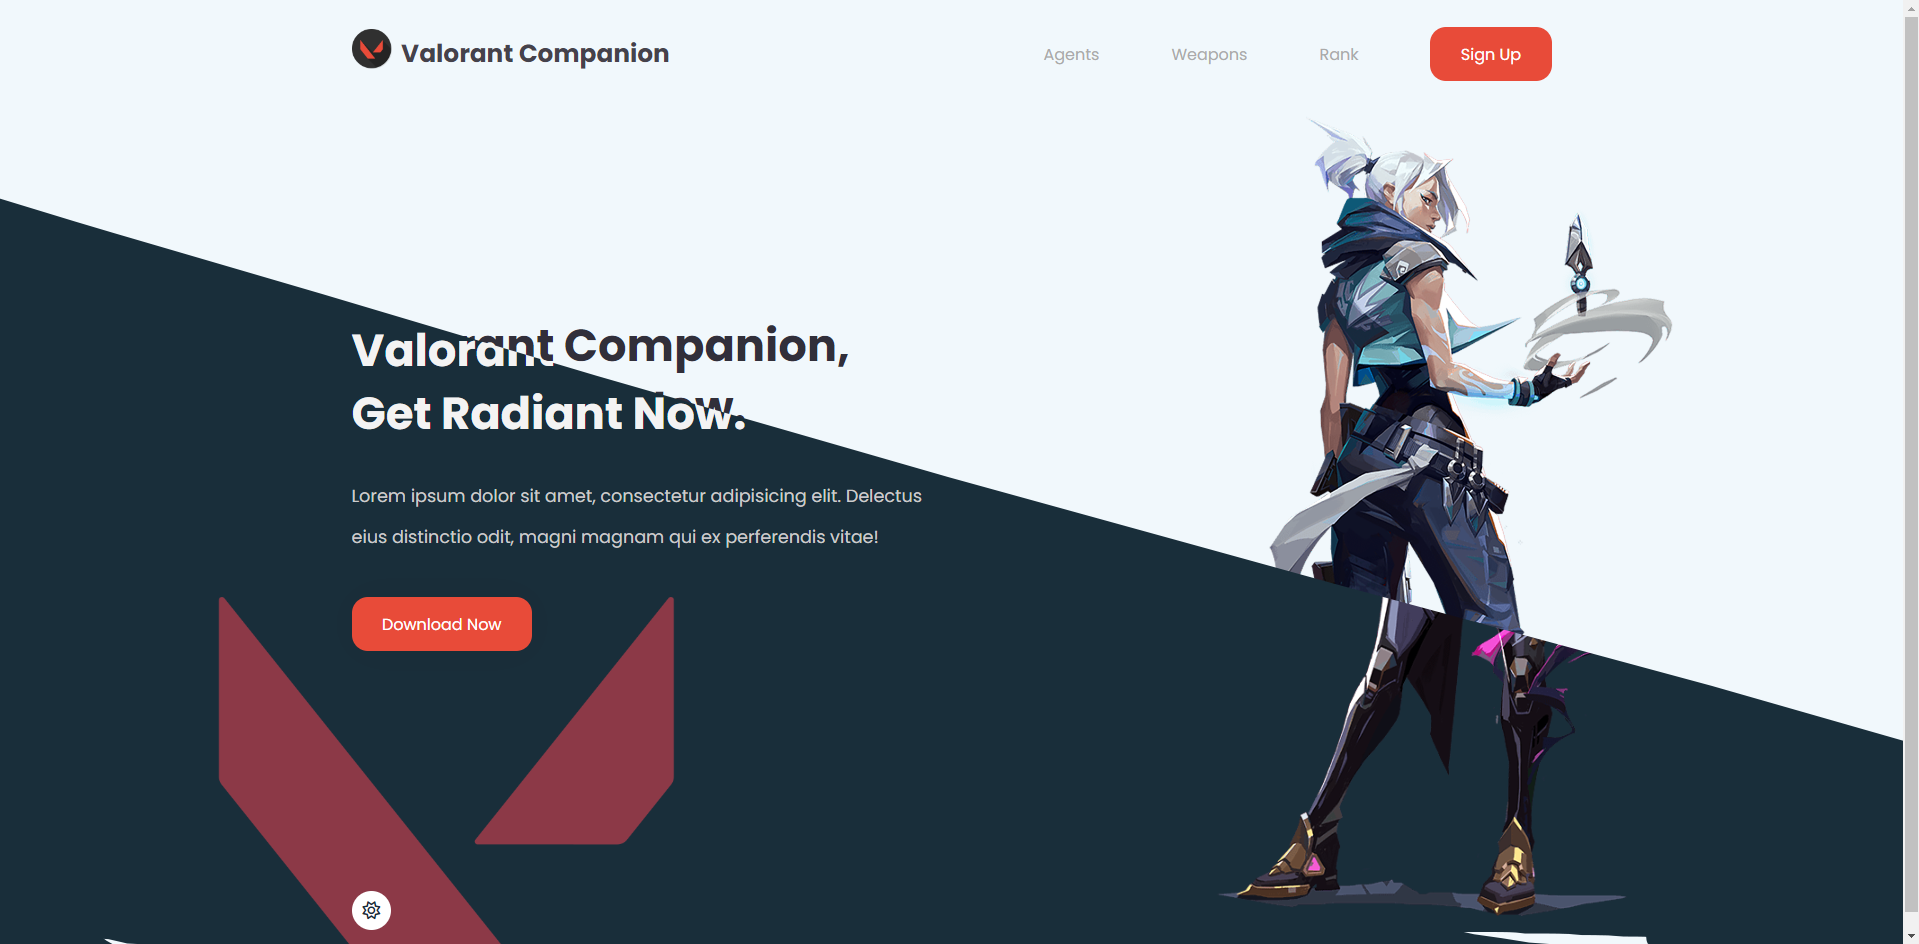 Valorant Companion
Agents
Weapons
Rank
Sign Up
Valorant Companion,
Get Radiant Now.
Lorem ipsum dolor sit amet, consectetur adipisicing elit. Delectus
eius distinctio odit, magni magnam qui ex perferendis vitae!
Download Now